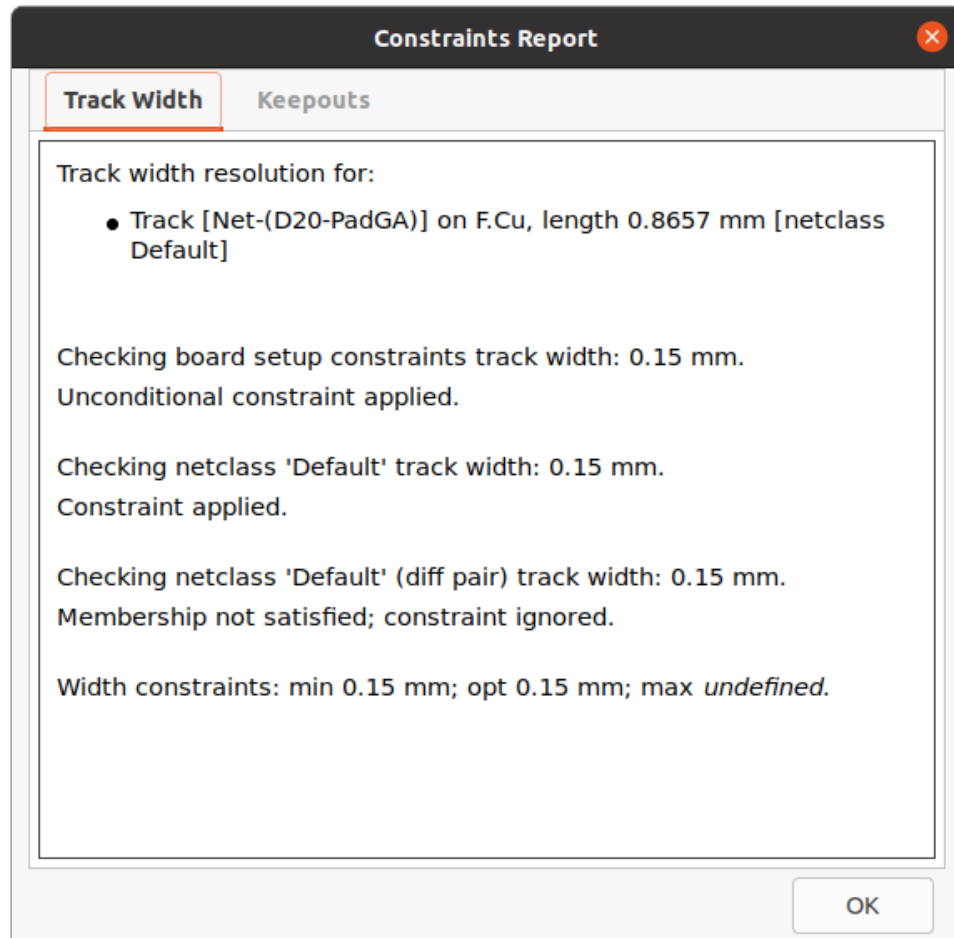 Constraints Report
Track Width
Keepouts
Track width resolution for:
● Track [Net-(D20-PadGA)] on F.Cu, length 0.8657 mm [netclass
Default]
Checking board setup constraints track width: 0.15 mm.
Unconditional constraint applied.
Checking netclass 'Default' track width: 0.15 mm.
Constraint applied.
Checking netclass 'Default' (diff pair) track width: 0.15 mm.
Membership not satisfied; constraint ignored.
Width constraints: min 0.15 mm; opt 0.15 mm; max undefined.
OK